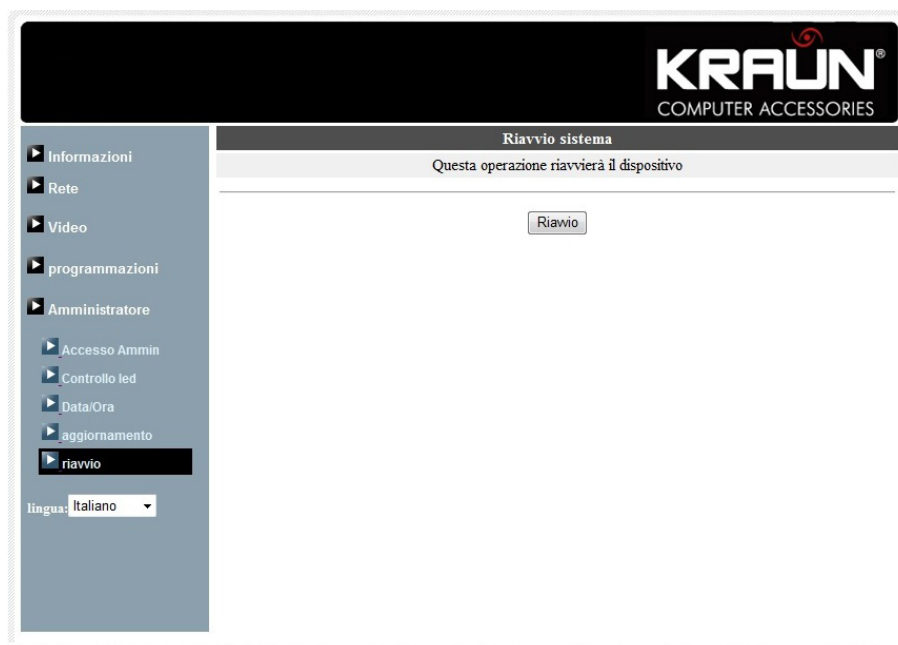 KRAUN®
COMPUTER ACCESSORIES
Informazioni
Rete
Video
programmazioni
Amministratore
Accesso Ammin
Controllo led
Data/Ora
aggiornamento
riavvio
lingua: Italiano
Riavvio sistema
Questa operazione riavvierà il dispositivo
Riavvio